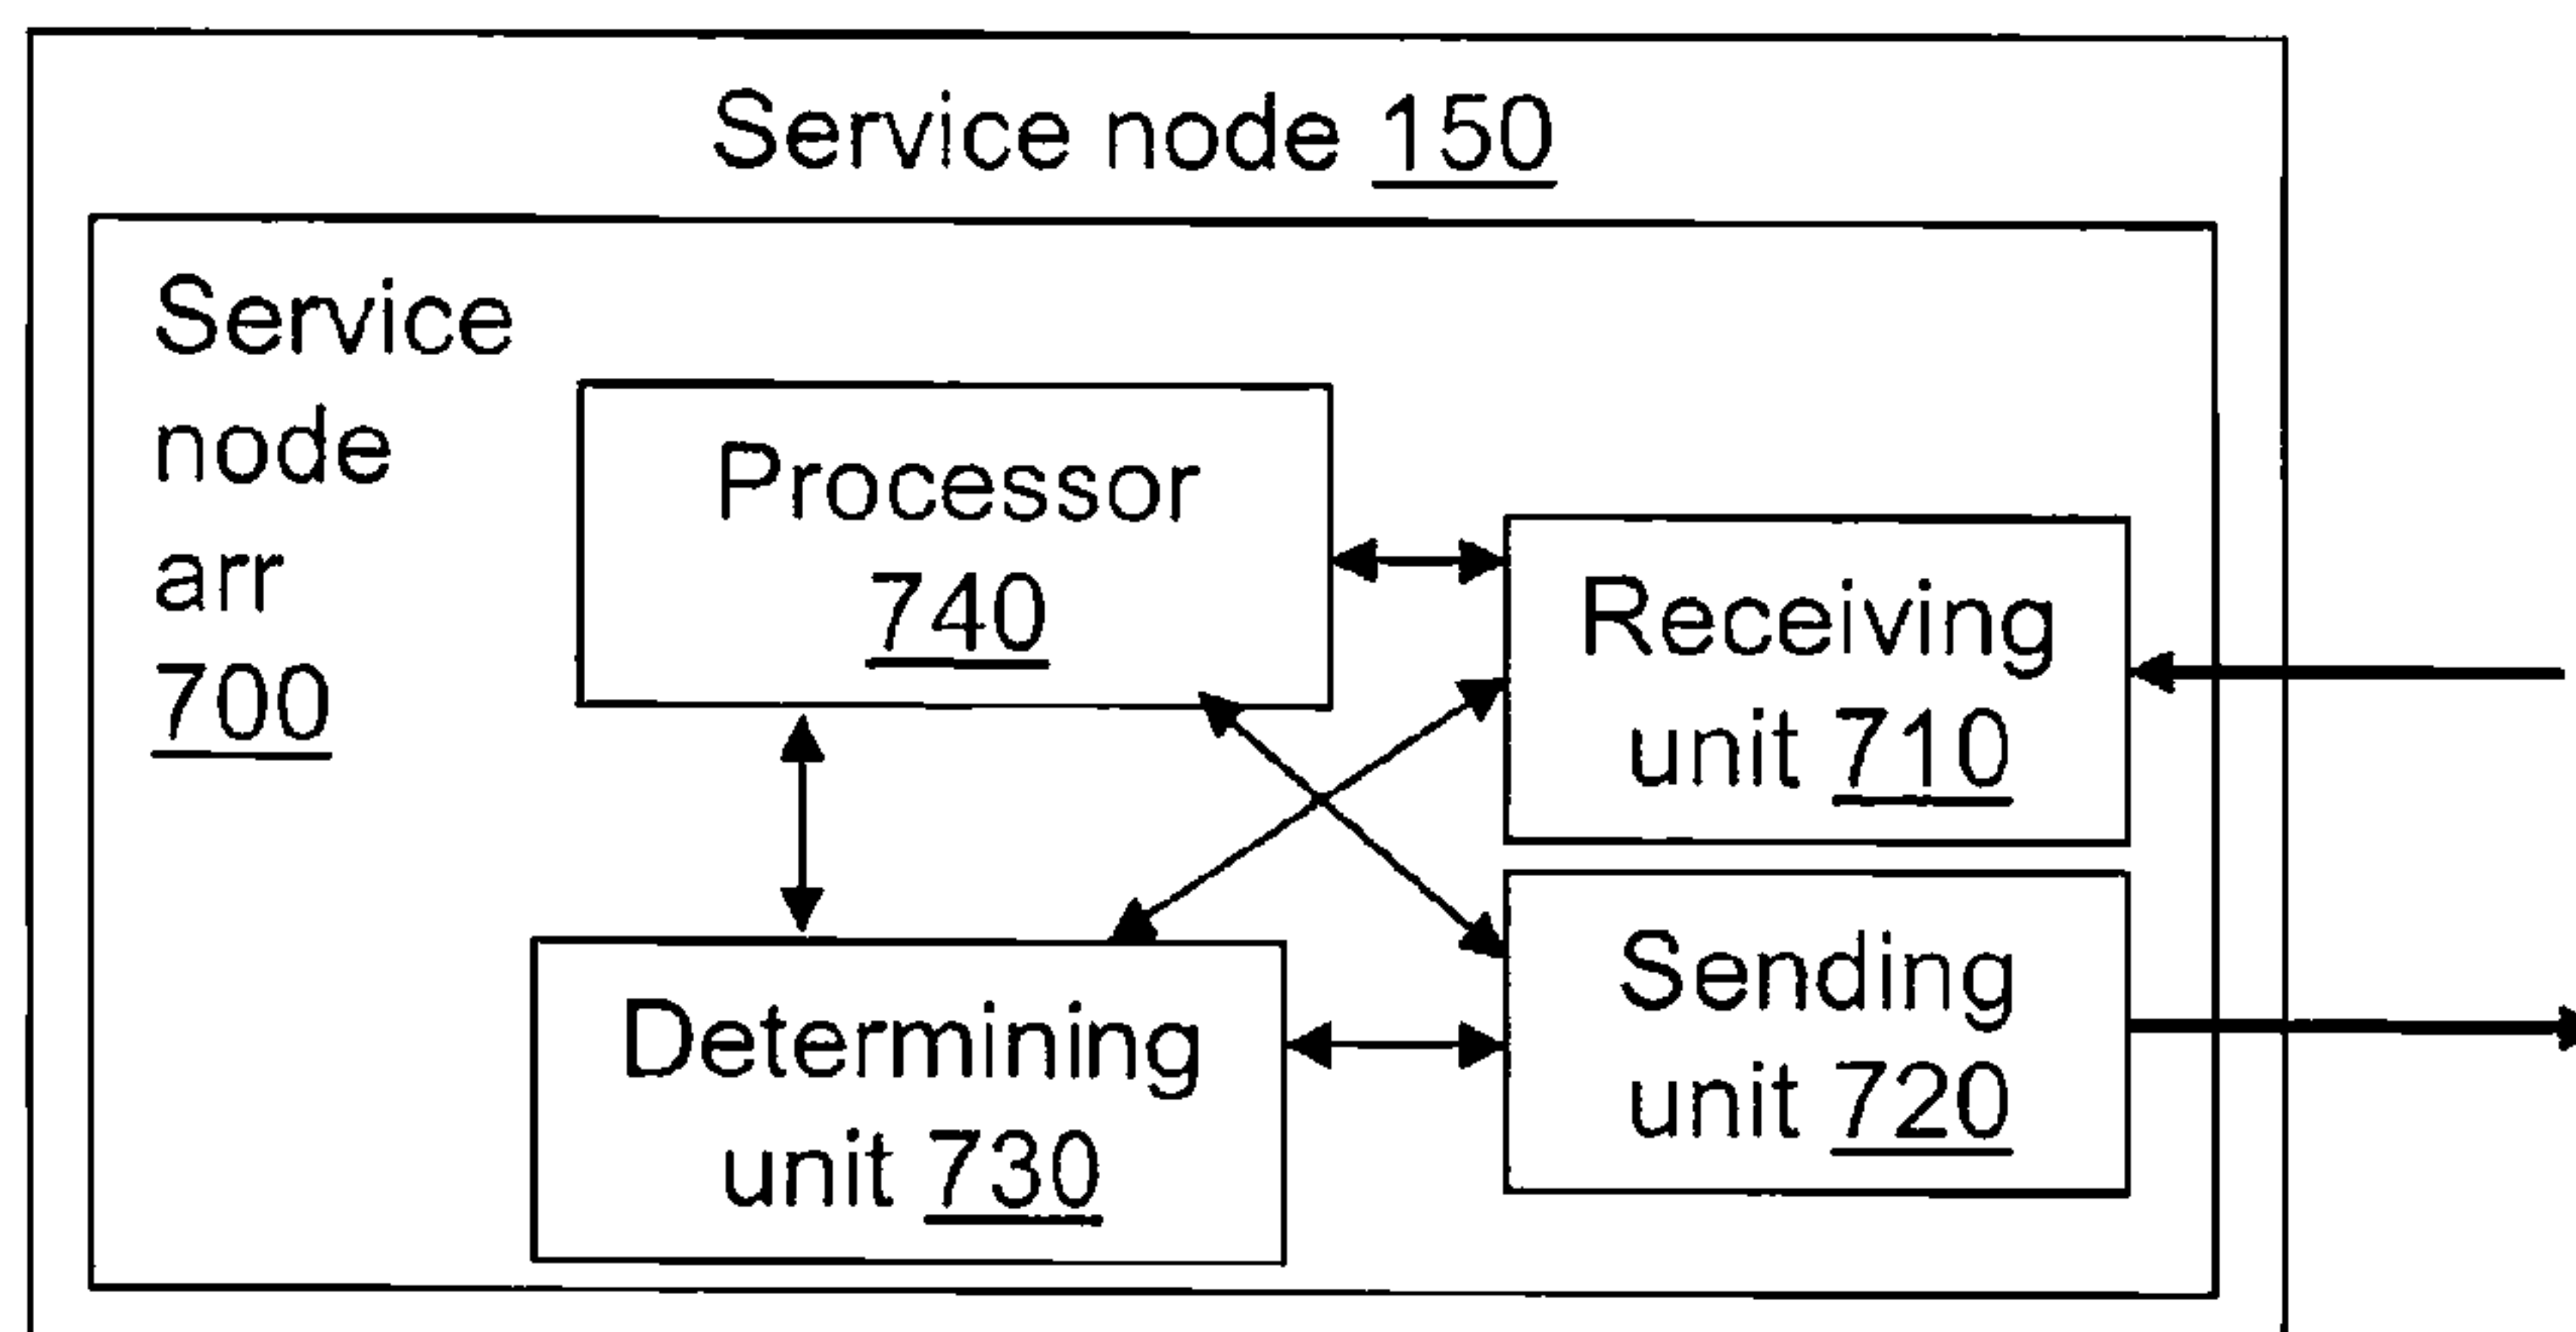 Service node 150
Service
node
arr
700
Processor
740
Receiving
unit 710
Determining
unit 730
Sending
unit 720